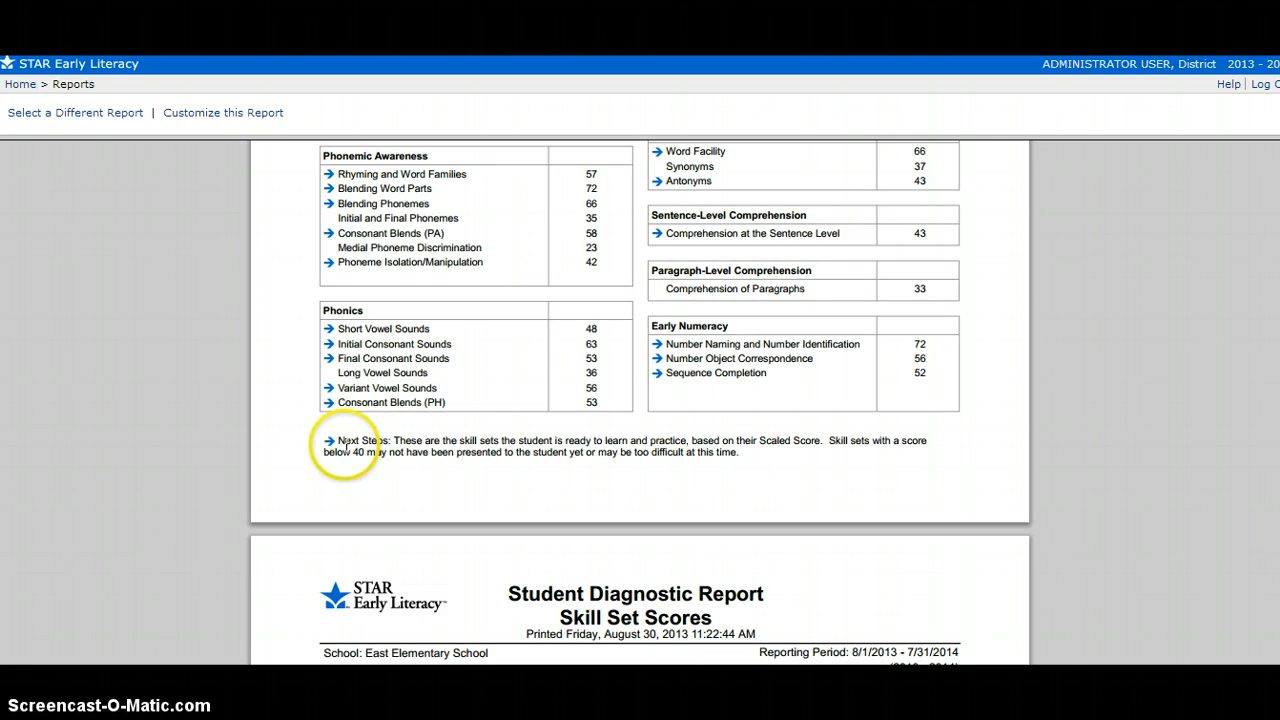 STAR Early Literacy
ADMINISTRATOR USER, District 2013 - 20
Home > Reports
Help | Log
Select a Different Report | Customize this Report
Phonemic Awareness
Rhyming and Word Families 57
Blending Word Parts 72
Blending Phonemes 66
Initial and Final Phonemes 35
Consonant Blends (PA) 58
Medial Phoneme Discrimination 23
Phoneme Isolation/Manipulation 42
Phonics
Short Vowel Sounds 48
Initial Consonant Sounds 63
Final Consonant Sounds 53
Long Vowel Sounds 36
Variant Vowel Sounds 56
Consonant Blends (PH) 53
Word Facility 66
Synonyms 37
Antonyms 43
Sentence-Level Comprehension
Comprehension at the Sentence Level 43
Paragraph-Level Comprehension
Comprehension of Paragraphs 33
Early Numeracy
Number Naming and Number Identification 72
Number Object Correspondence 56
Sequence Completion 52
Next Steps: These are the skill sets the student is ready to learn and practice, based on their Scaled Score. Skill sets with a score
below 40 may not have been presented to the student yet or may be too difficult at this time.
STAR
Early Literacy
Student Diagnostic Report
Skill Set Scores
Printed Friday, August 30, 2013 11:22:44 AM
School: East Elementary School
Reporting Period: 8/1/2013 - 7/31/2014
Screencast-O-Matic.com